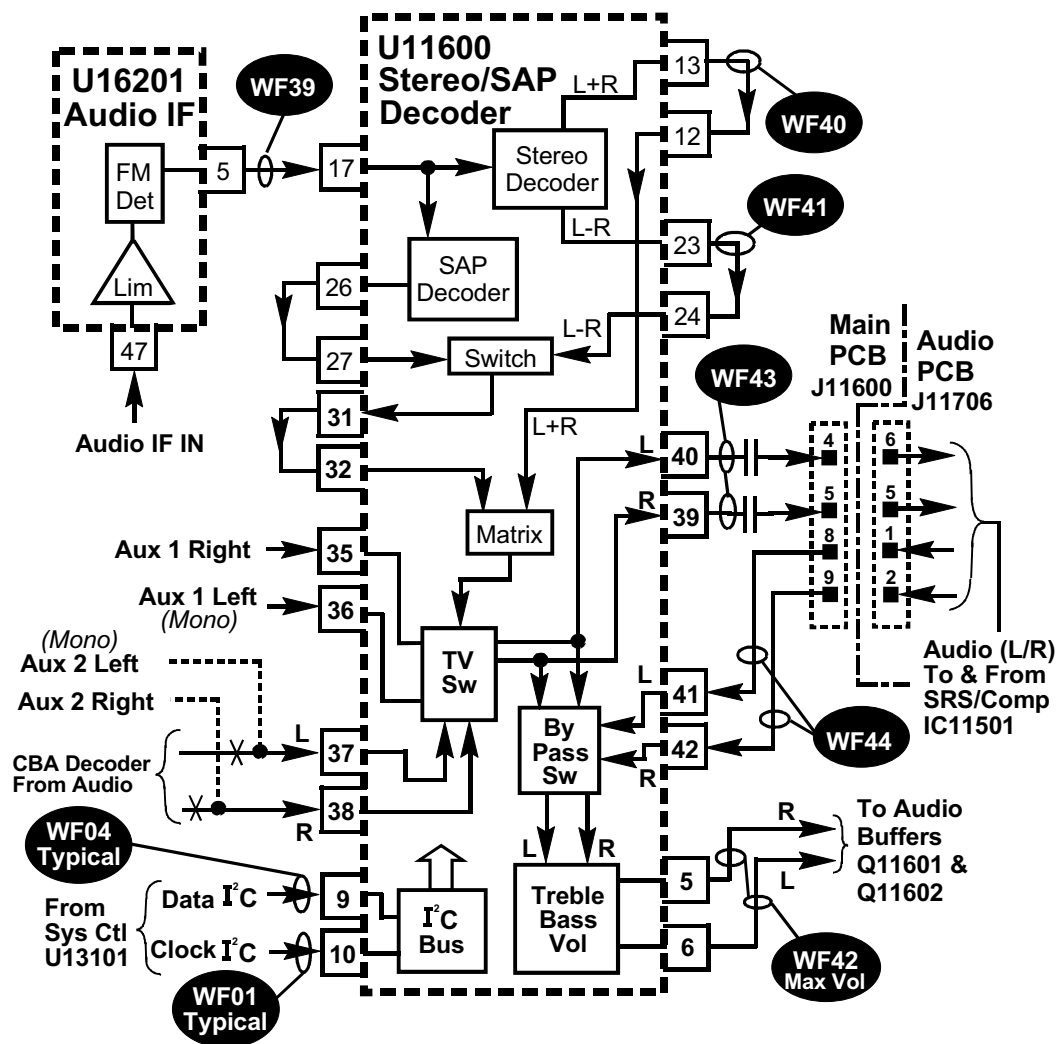 U16201
Audio IF
FM
Det
Lim
5
47
Audio IF IN
WF39
U11600
Stereo/SAP
Decoder
17
Stereo
Decoder
L+R
L-R
13
12
WF40
23
24
WF41
SAP
Decoder
26
27
Switch
L-R
31
32
L+R
Matrix
Aux 1 Right
35
Aux 1 Left
(Mono)
36
(Mono)
Aux 2 Left
Aux 2 Right
CBA Decoder
From Audio
L
37
R
38
TV
Sw
By
Pass
Sw
L
40
R
39
WF43
Main
PCB
J11600
Audio
PCB
J11706
4
5
8
9
6
5
1
2
Audio (L/R)
To & From
SRS/Comp
IC11501
L
41
R
42
WF44
WF04
Typical
From
Sys Ctl
U13101
Data I²C
9
Clock I²C
10
WF01
Typical
I²C
Bus
L
R
Treble
Bass
Vol
5
6
R
L
To Audio
Buffers
Q11601 &
Q11602
WF42
Max Vol